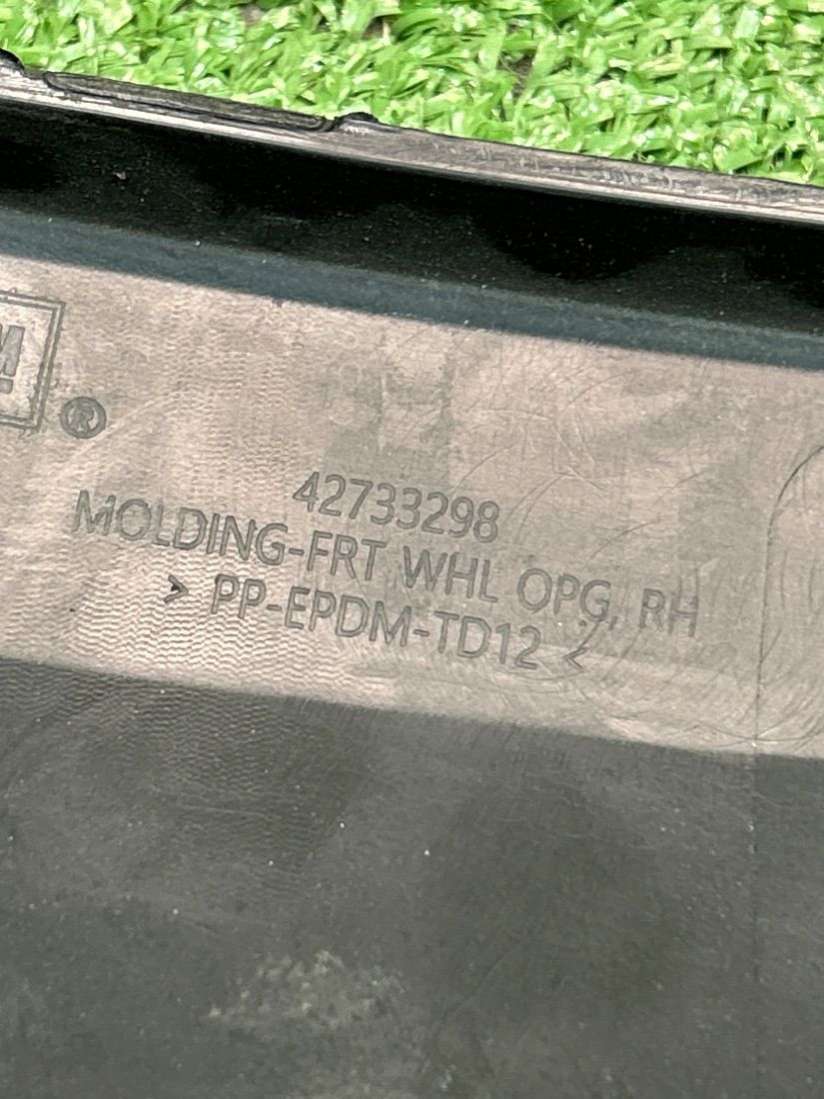 M
®
42733298
MOLDING-FRT WHL OPG, RH
> PP-EPDM-TD12 <